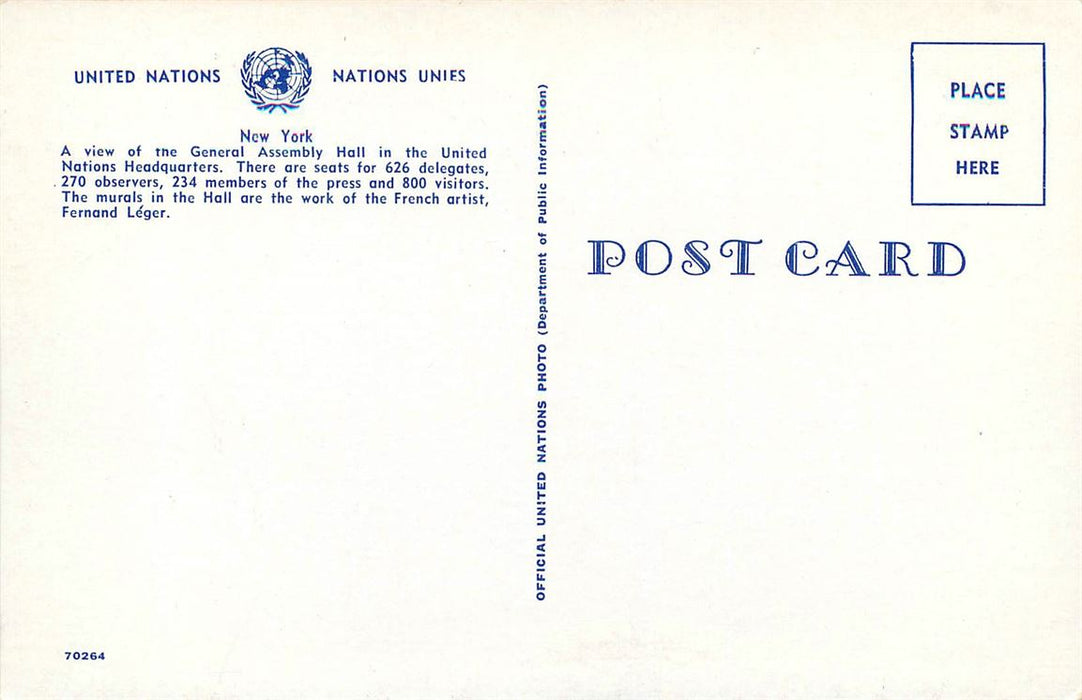 UNITED NATIONS NATIONS UNIES
New York
A view of the General Assembly Hall in the United
Nations Headquarters. There are seats for 626 delegates,
270 observers, 234 members of the press and 800 visitors.
The murals in the Hall are the work of the French artist,
Fernand Léger.
70264
OFFICIAL UNITED NATIONS PHOTO (Department of Public Information)
PLACE
STAMP
HERE
POST CARD